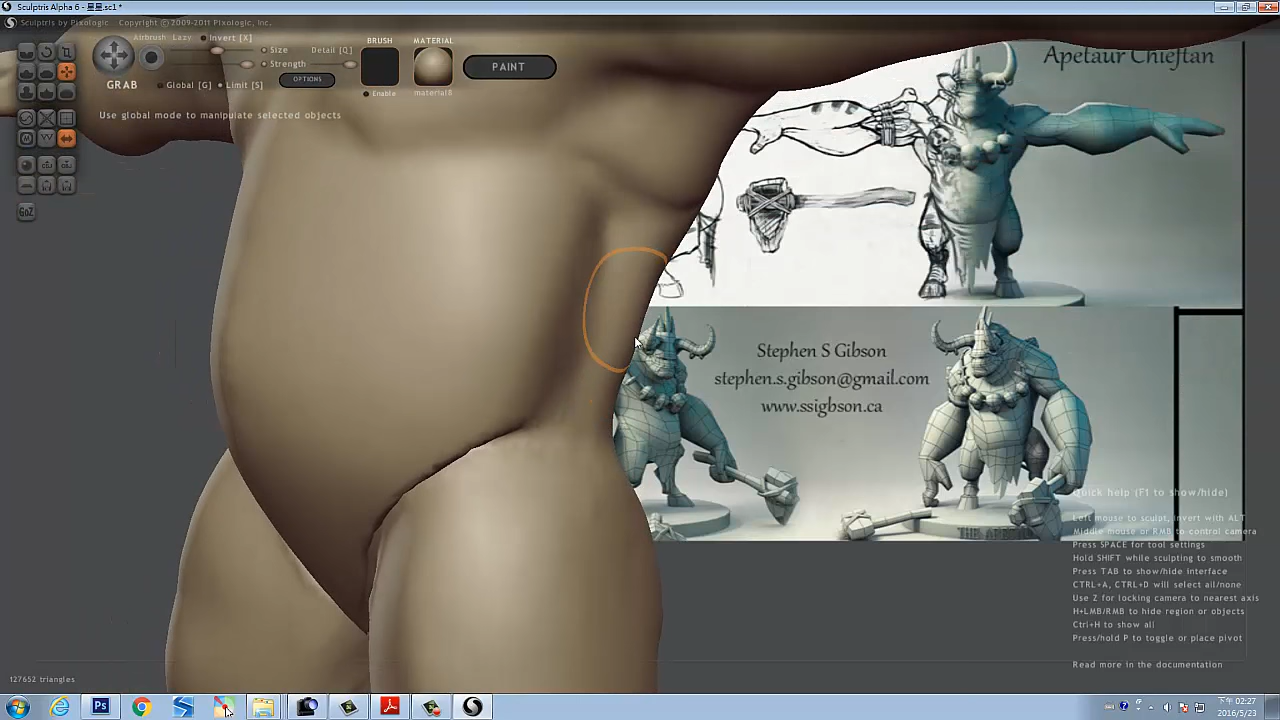 Sculptris Alpha 6 - 星星.sc1 *
Sculptris by Pixologic Copyright ©2009-2011 Pixologic, Inc.
Airbrush Lazy Invert [X]
Size Detail [Q]
Strength
OPTIONS
GRAB Global [G] Limit [S]
BRUSH
Enable
MATERIAL
material8
PAINT
Use global mode to manipulate selected objects
GoZ
Apetaur Chieftan
Stephen S Gibson
stephen.s.gibson@gmail.com
www.ssigbson.ca
Quick help (F1 to show/hide)
Left mouse to sculpt, invert with ALT
Middle mouse or RMB to control camera
Press SPACE for tool settings
Hold SHIFT while sculpting to smooth
Press TAB to show/hide interface
CTRL+A, CTRL+D will select all/none
Use Z for locking camera to nearest axis
H+LMB/RMB to hide region or objects
Ctrl+H to show all
Press/hold P to toggle or place pivot
Read more in the documentation
127652 triangles
Ps
下午 02:27
2016/5/23